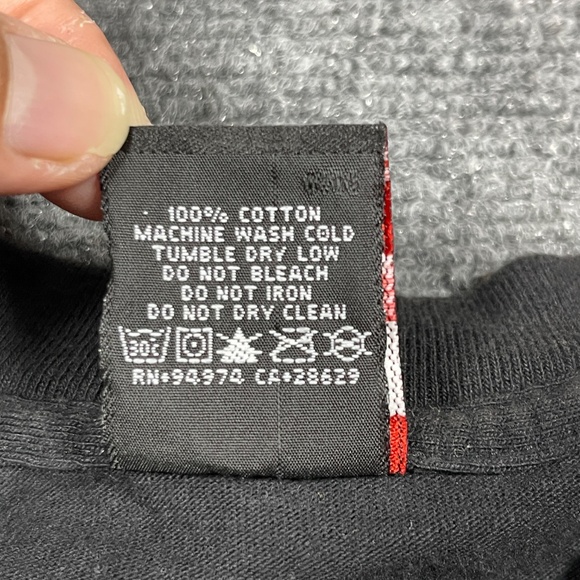 100% COTTON
MACHINE WASH COLD
TUMBLE DRY LOW
DO NOT BLEACH
DO NOT IRON
DO NOT DRY CLEAN
30°
RN♦94974 CA♦28629